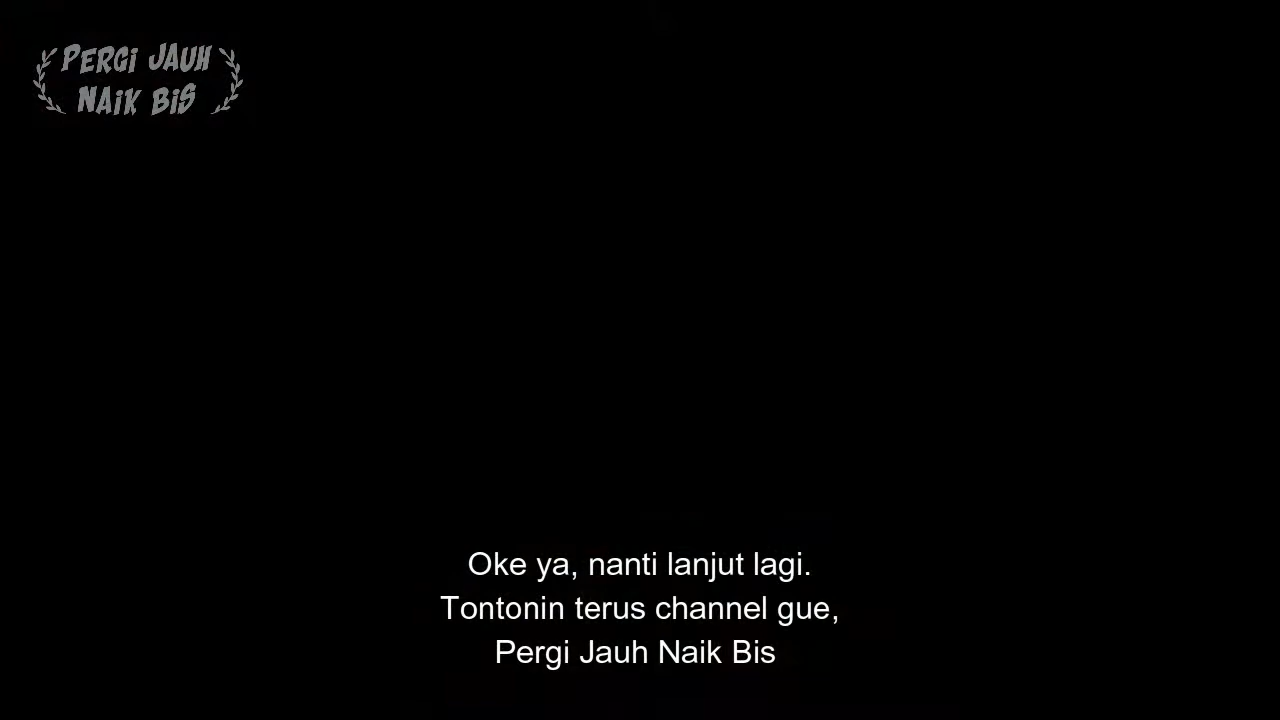 PERGi JAUH
NAiK BiS
Oke ya, nanti lanjut lagi.
Tontonin terus channel gue,
Pergi Jauh Naik Bis